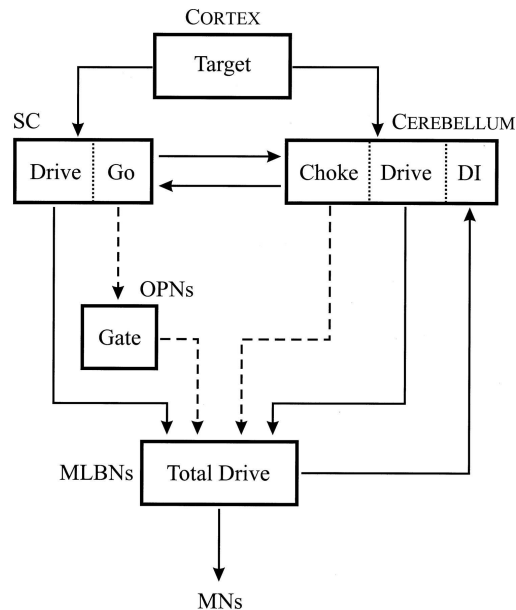 CORTEX
Target
SC
CEREBELLUM
Drive Go
Choke Drive DI
OPNs
Gate
MLBNs
Total Drive
MNs